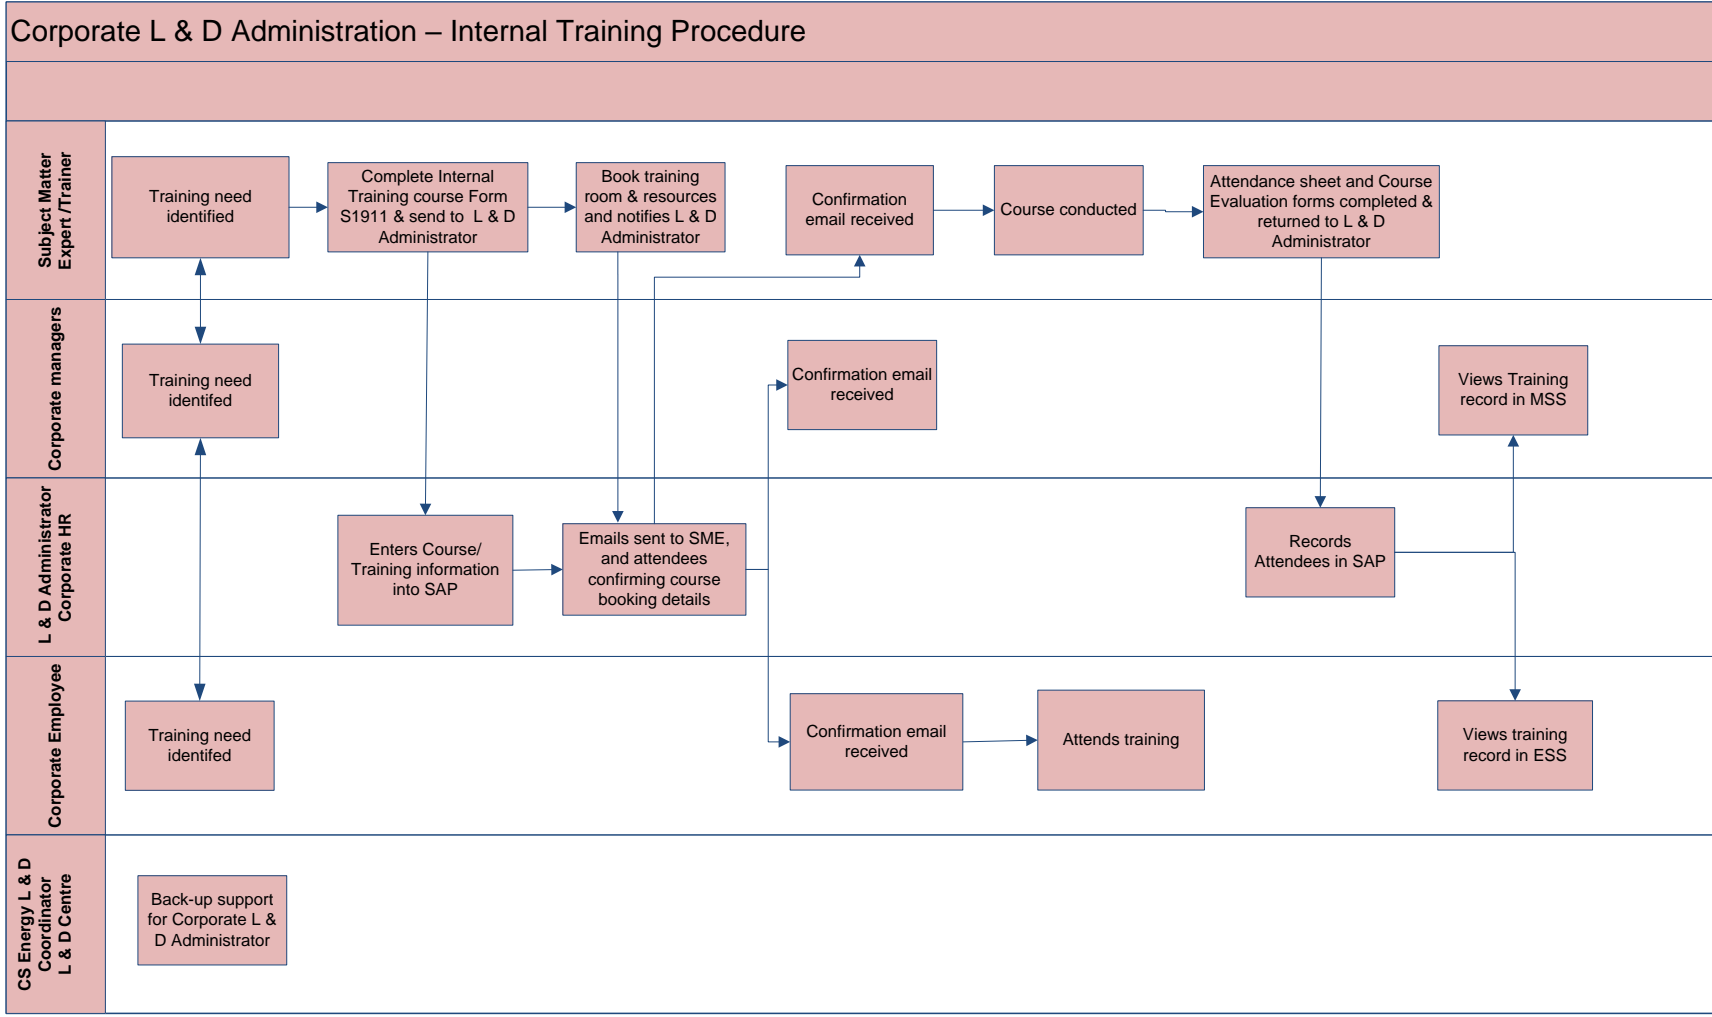 Corporate L & D Administration – Internal Training Procedure
Subject Matter
Expert /Trainer
Training need
identified
Complete Internal
Training course Form
S1911 & send to L & D
Administrator
Book training
room & resources
and notifies L & D
Administrator
Confirmation
email received
Course conducted
Attendance sheet and Course
Evaluation forms completed &
returned to L & D
Administrator
Corporate managers
Training need
identifed
Confirmation email
received
Views Training
record in MSS
L & D Administrator
Corporate HR
Enters Course/
Training information
into SAP
Emails sent to SME,
and attendees
confirming course
booking details
Records
Attendees in SAP
Corporate Employee
Training need
identifed
Confirmation email
received
Attends training
Views training
record in ESS
CS Energy L & D
Coordinator
L & D Centre
Back-up support
for Corporate L &
D Administrator